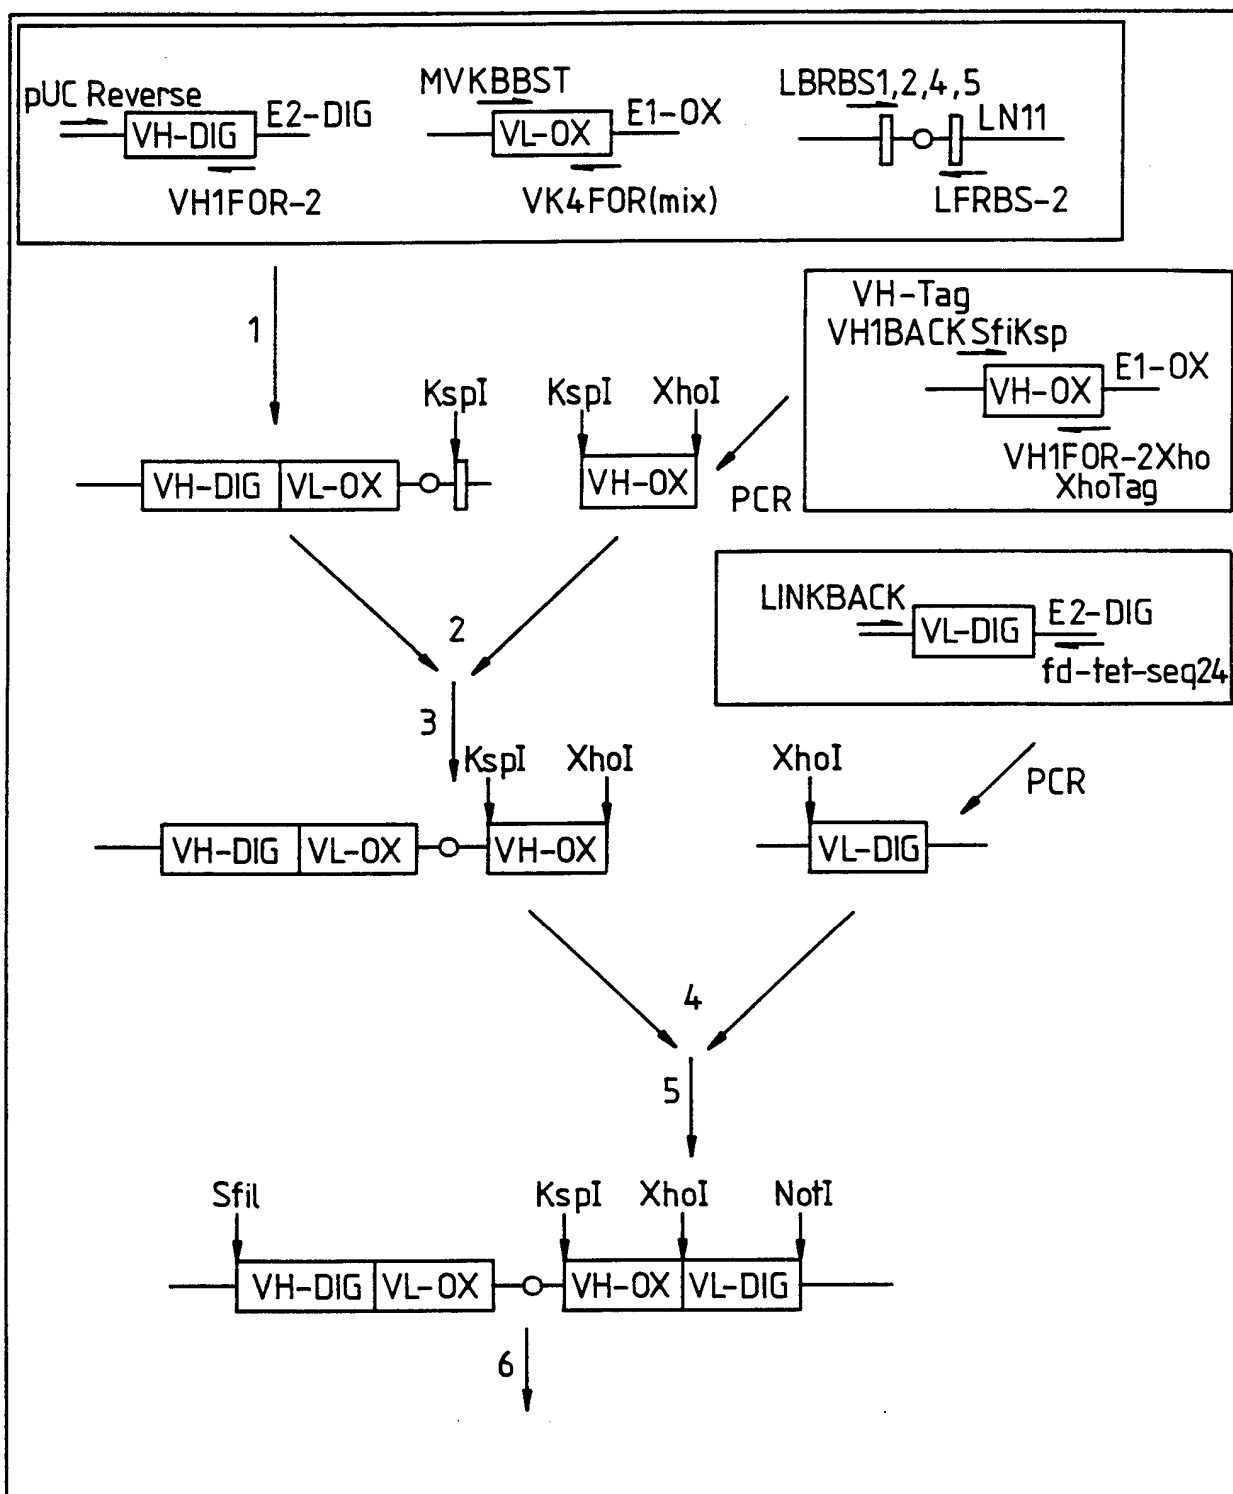 pUC Reverse
VH-DIG
E2-DIG
VH1FOR-2
MVKBBST
VL-OX
E1-OX
VK4FOR(mix)
LBRBS1,2,4,5
LN11
LFRBS-2
1
VH-Tag
VH1BACKSfiKsp
VH-OX
E1-OX
VH1FOR-2Xho
XhoTag
KspI
KspI
XhoI
VH-DIG
VL-OX
VH-OX
PCR
LINKBACK
VL-DIG
E2-DIG
fd-tet-seq24
2
3
KspI
XhoI
XhoI
PCR
VH-DIG
VL-OX
VH-OX
VL-DIG
4
5
SfiI
KspI
XhoI
NotI
VH-DIG
VL-OX
VH-OX
VL-DIG
6